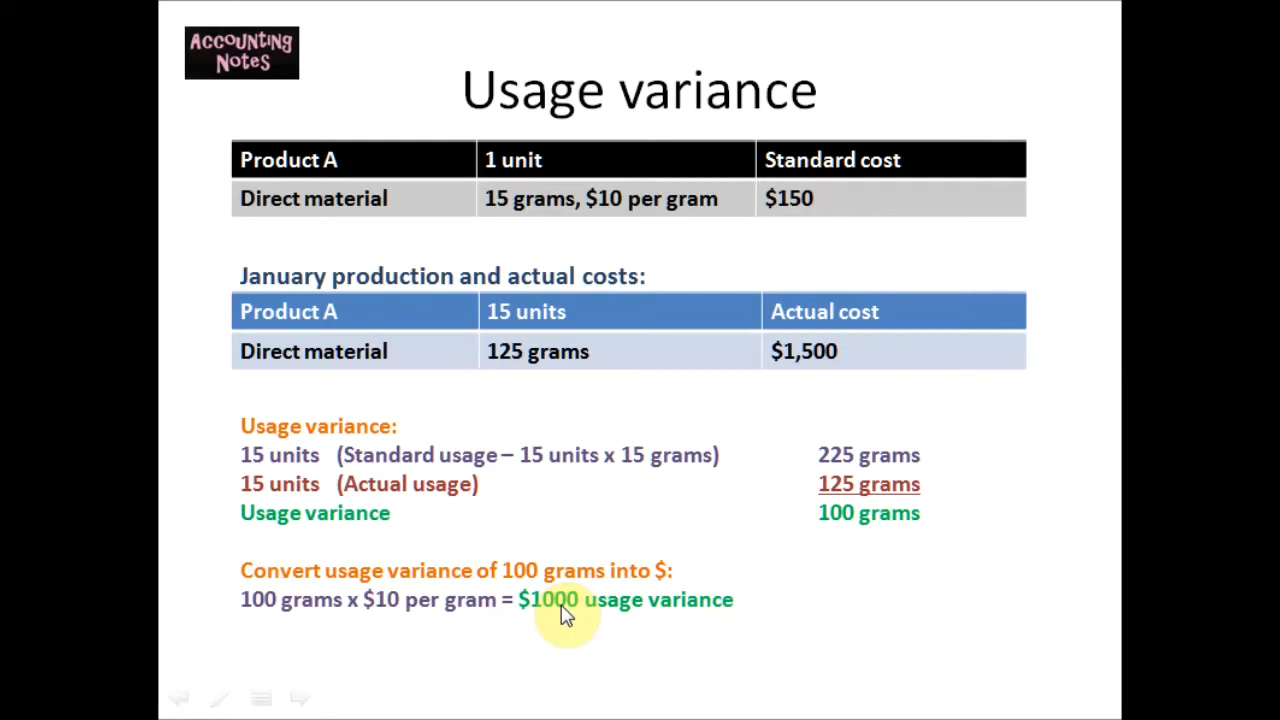 Accounting
Notes
Usage variance
Product A 1 unit Standard cost
Direct material 15 grams, $10 per gram $150
January production and actual costs:
Product A 15 units Actual cost
Direct material 125 grams $1,500
Usage variance:
15 units (Standard usage – 15 units x 15 grams) 225 grams
15 units (Actual usage) 125 grams
Usage variance 100 grams
Convert usage variance of 100 grams into $:
100 grams x $10 per gram = $1000 usage variance